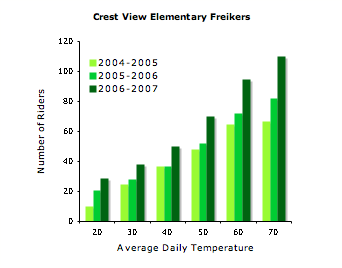 Crest View Elementary Freikers
120
100
80
60
40
20
0
Number of Riders
2004-2005
2005-2006
2006-2007
20 30 40 50 60 70
Average Daily Temperature